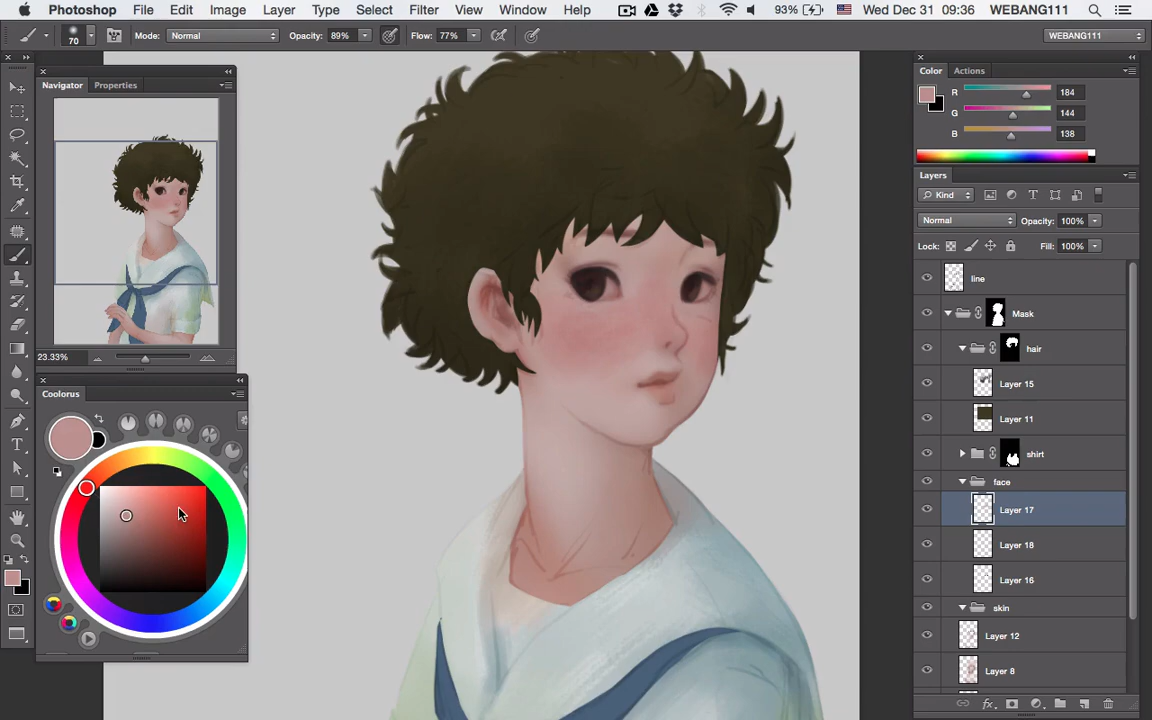 Photoshop File Edit Image Layer Type Select Filter View Window Help 93% Wed Dec 31 09:36 WEBANG111
70 Mode: Normal Opacity: 89% Flow: 77% WEBANG111
Navigator Properties
23.33%
Colorus
Color Actions
R 184
G 144
B 138
Layers
Kind
Normal Opacity: 100%
Lock: Fill: 100%
line
Mask
hair
Layer 15
Layer 11
shirt
face
Layer 17
Layer 18
Layer 16
skin
Layer 12
Layer 8